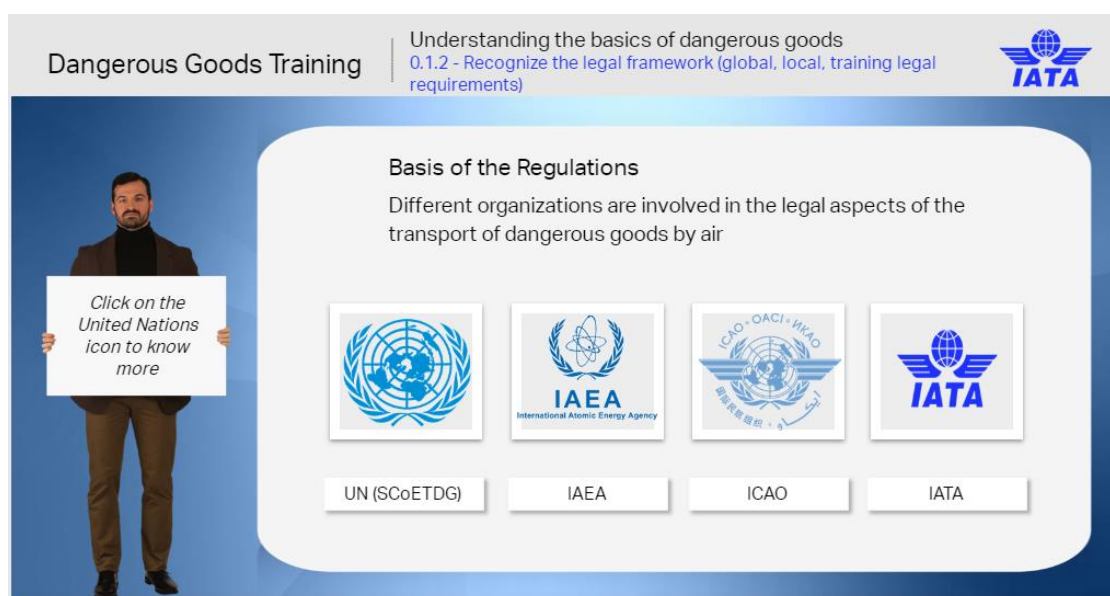 Dangerous Goods Training
Understanding the basics of dangerous goods
0.1.2 - Recognize the legal framework (global, local, training legal
requirements)
IATA
Basis of the Regulations
Different organizations are involved in the legal aspects of the
transport of dangerous goods by air
Click on the
United Nations
icon to know
more
IAEA
International Atomic Energy Agency
ICAO · OACI · ИКАО
IATA
UN (SCoETDG)
IAEA
ICAO
IATA